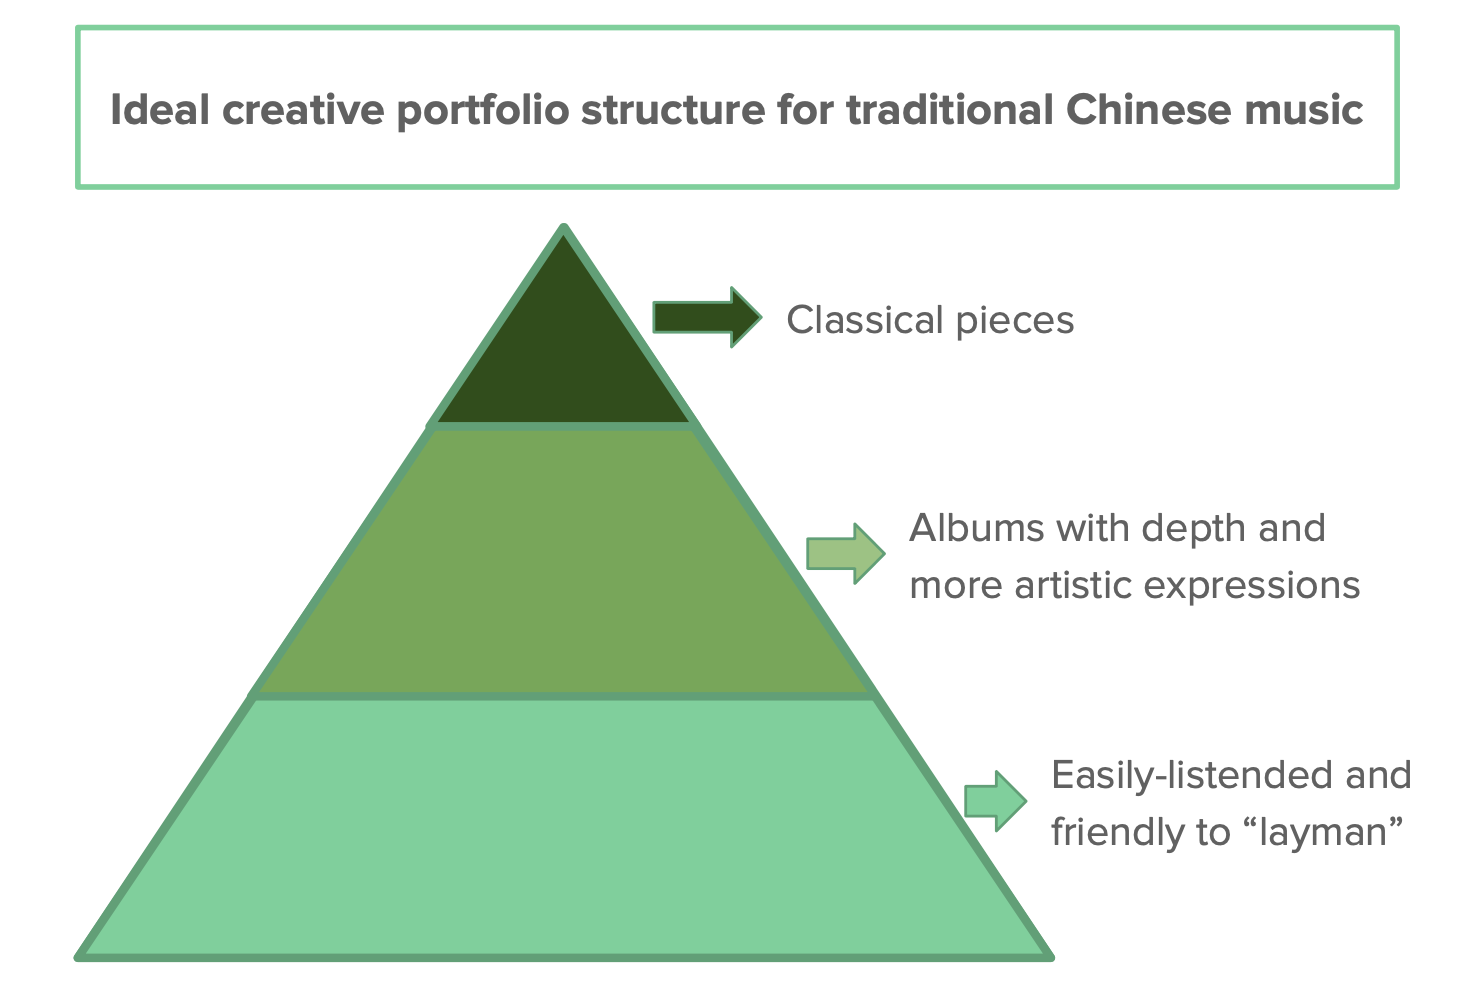 Ideal creative portfolio structure for traditional Chinese music
Classical pieces
Albums with depth and
more artistic expressions
Easily-listended and
friendly to “layman”